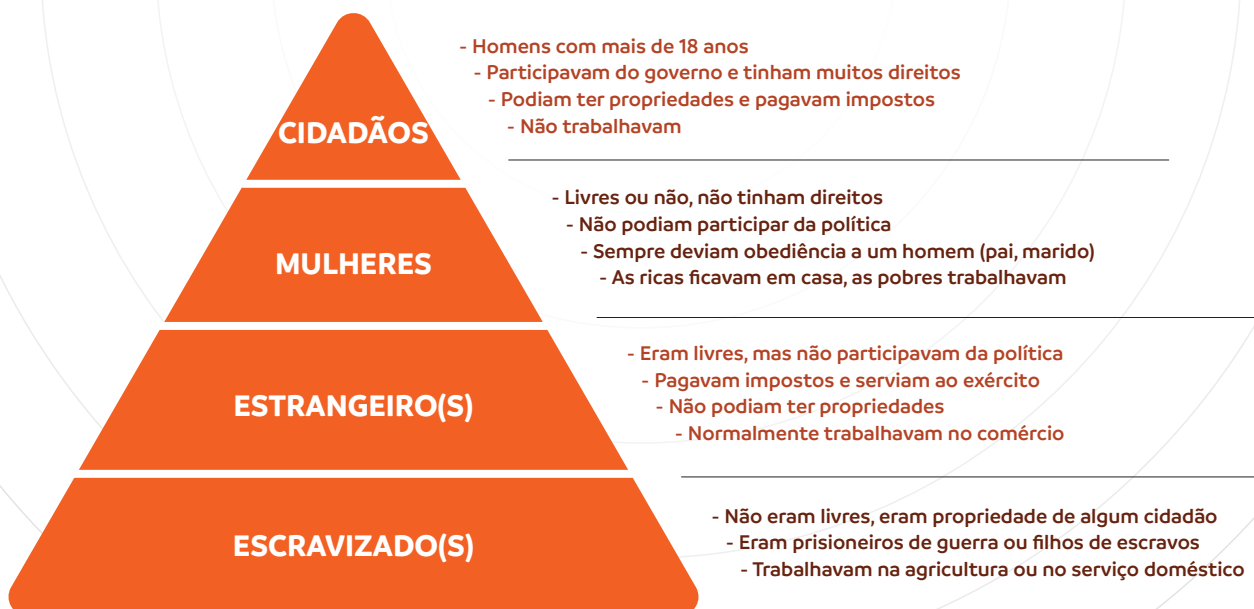 - Homens com mais de 18 anos
- Participavam do governo e tinham muitos direitos
- Podiam ter propriedades e pagavam impostos
- Não trabalhavam
CIDADÃOS
- Livres ou não, não tinham direitos
- Não podiam participar da política
- Sempre deviam obediência a um homem (pai, marido)
- As ricas ficavam em casa, as pobres trabalhavam
MULHERES
- Eram livres, mas não participavam da política
- Pagavam impostos e serviam ao exército
- Não podiam ter propriedades
- Normalmente trabalhavam no comércio
ESTRANGEIRO(S)
- Não eram livres, eram propriedade de algum cidadão
- Eram prisioneiros de guerra ou filhos de escravos
- Trabalhavam na agricultura ou no serviço doméstico
ESCRAVIZADO(S)